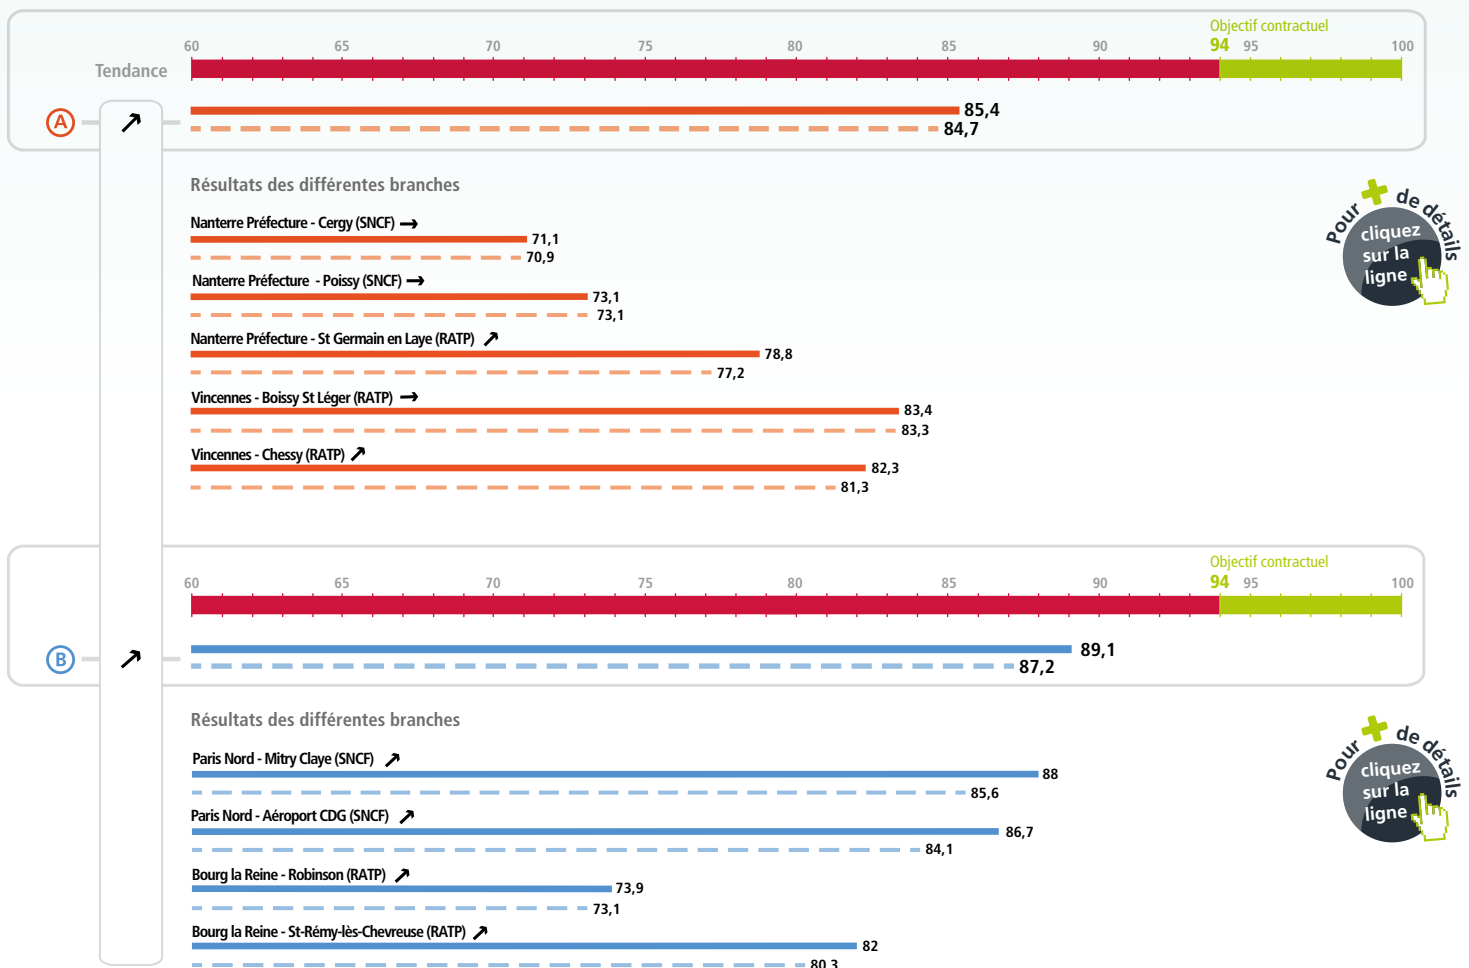 Objectif contractuel
60 65 70 75 80 85 90 94 95 100
Tendance
A
85,4
84,7
Résultats des différentes branches
Nanterre Préfecture - Cergy (SNCF)
71,1
70,9
Nanterre Préfecture - Poissy (SNCF)
73,1
73,1
Nanterre Préfecture - St Germain en Laye (RATP)
78,8
77,2
Vincennes - Boissy St Léger (RATP)
83,4
83,3
Vincennes - Chessy (RATP)
82,3
81,3
Pour + de détails
cliquez
sur la
ligne
Objectif contractuel
60 65 70 75 80 85 90 94 95 100
B
89,1
87,2
Résultats des différentes branches
Paris Nord - Mitry Claye (SNCF)
88
85,6
Paris Nord - Aéroport CDG (SNCF)
86,7
84,1
Bourg la Reine - Robinson (RATP)
73,9
73,1
Bourg la Reine - St-Rémy-lès-Chevreuse (RATP)
82
80,3
Pour + de détails
cliquez
sur la
ligne